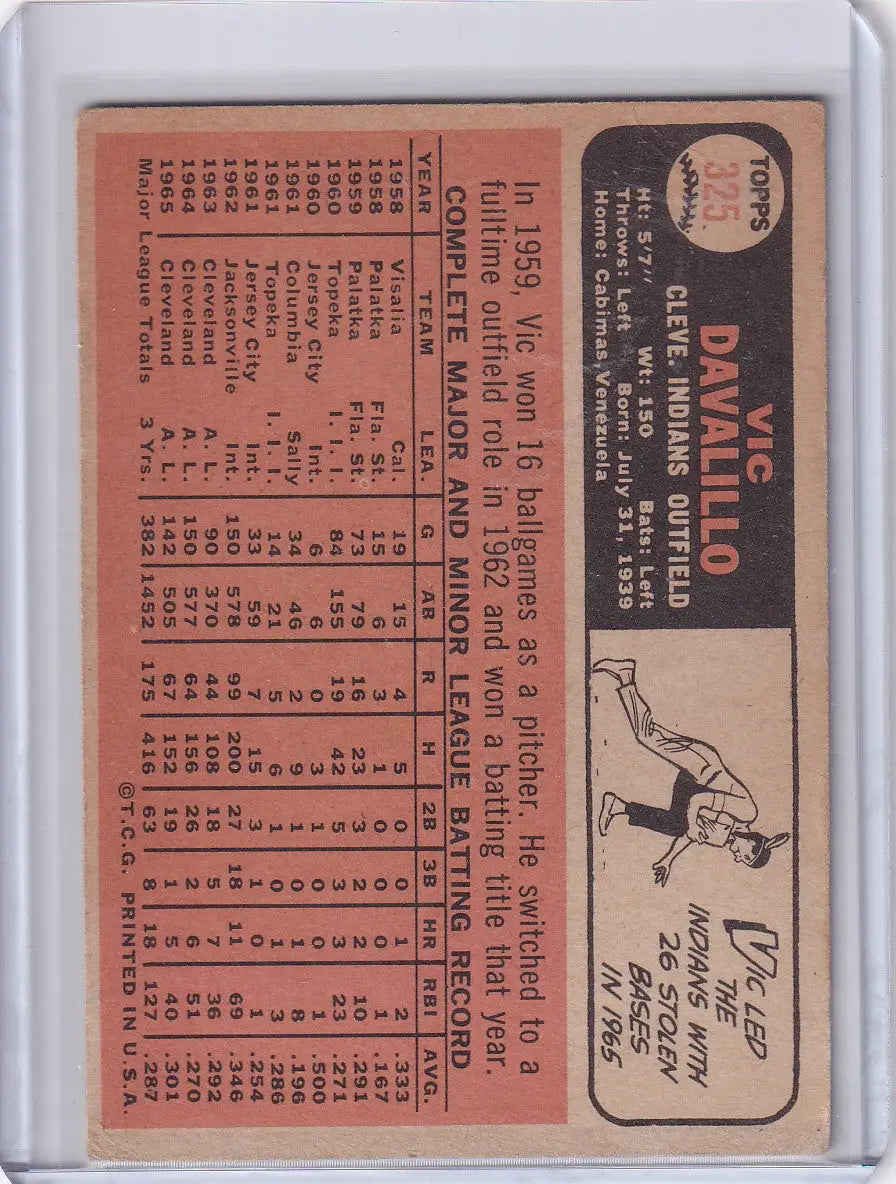 TOPPS
325
VIC
DAVALILLO
CLEVE. INDIANS OUTFIELD
Ht: 5'7" Wt: 150 Bats: Left
Throws: Left Born: July 31, 1939
Home: Cabimas, Venezuela
VIC LED
THE
INDIANS WITH
26 STOLEN
BASES
IN 1965
In 1959, Vic won 16 ballgames as a pitcher. He switched to a
fulltime outfield role in 1962 and won a batting title that year.
COMPLETE MAJOR AND MINOR LEAGUE BATTING RECORD
YEAR TEAM LEA. G AB R H 2B 3B HR RBI AVG.
1958 Visalia Cal. 19 15 4 5 0 0 1 2 .333
1958 Palatka Fla. St. 15 6 3 1 0 0 0 1 .167
1959 Palatka Fla. St. 73 79 16 23 3 2 1 10 .291
1960 Topeka I. I. I. 84 155 19 42 5 3 3 23 .271
1960 Jersey City Int. 6 6 0 3 1 0 0 1 .500
1961 Columbia Sally 34 46 2 9 1 0 1 8 .196
1961 Topeka I. I. I. 14 21 5 6 1 1 1 3 .286
1961 Jersey City Int. 33 59 7 15 3 1 0 1 .254
1962 Jacksonville Int. 150 578 99 200 27 18 11 69 .346
1963 Cleveland A. L. 90 370 44 108 18 5 7 36 .292
1964 Cleveland A. L. 150 577 64 156 26 2 6 51 .270
1965 Cleveland A. L. 142 505 67 152 19 1 5 40 .301
Major League Totals 3 Yrs. 382 1452 175 416 63 8 18 127 .287
©T.C.G. PRINTED IN U.S.A.